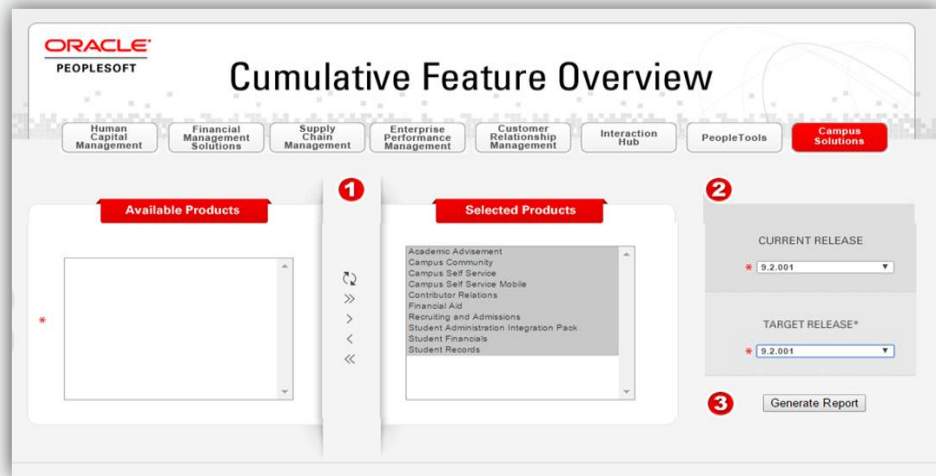 ORACLE
PEOPLESOFT
Cumulative Feature Overview
Human
Capital
Management
Financial
Management
Solutions
Supply
Chain
Management
Enterprise
Performance
Management
Customer
Relationship
Management
Interaction
Hub
PeopleTools
Campus
Solutions
1
Available Products
*
Selected Products
Academic Advisement
Campus Community
Campus Self Service
Campus Self Service Mobile
Contributor Relations
Financial Aid
Recruiting and Admissions
Student Administration Integration Pack
Student Financials
Student Records
2
CURRENT RELEASE
* 9.2.001
TARGET RELEASE*
* 9.2.001
3
Generate Report